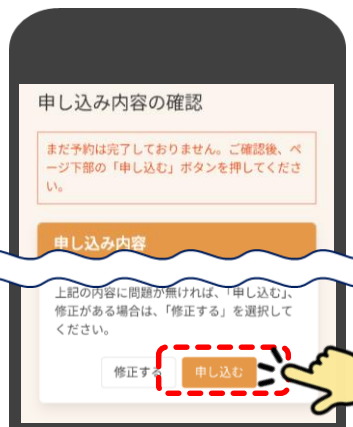 申し込み内容の確認
まだ予約は完了しておりません。ご確認後、ペ
ージ下部の「申し込む」ボタンを押してくださ
い。
申し込み内容
上記の内容に問題が無ければ、「申し込む」、
修正がある場合は、「修正する」を選択して
ください。
修正する 申し込む